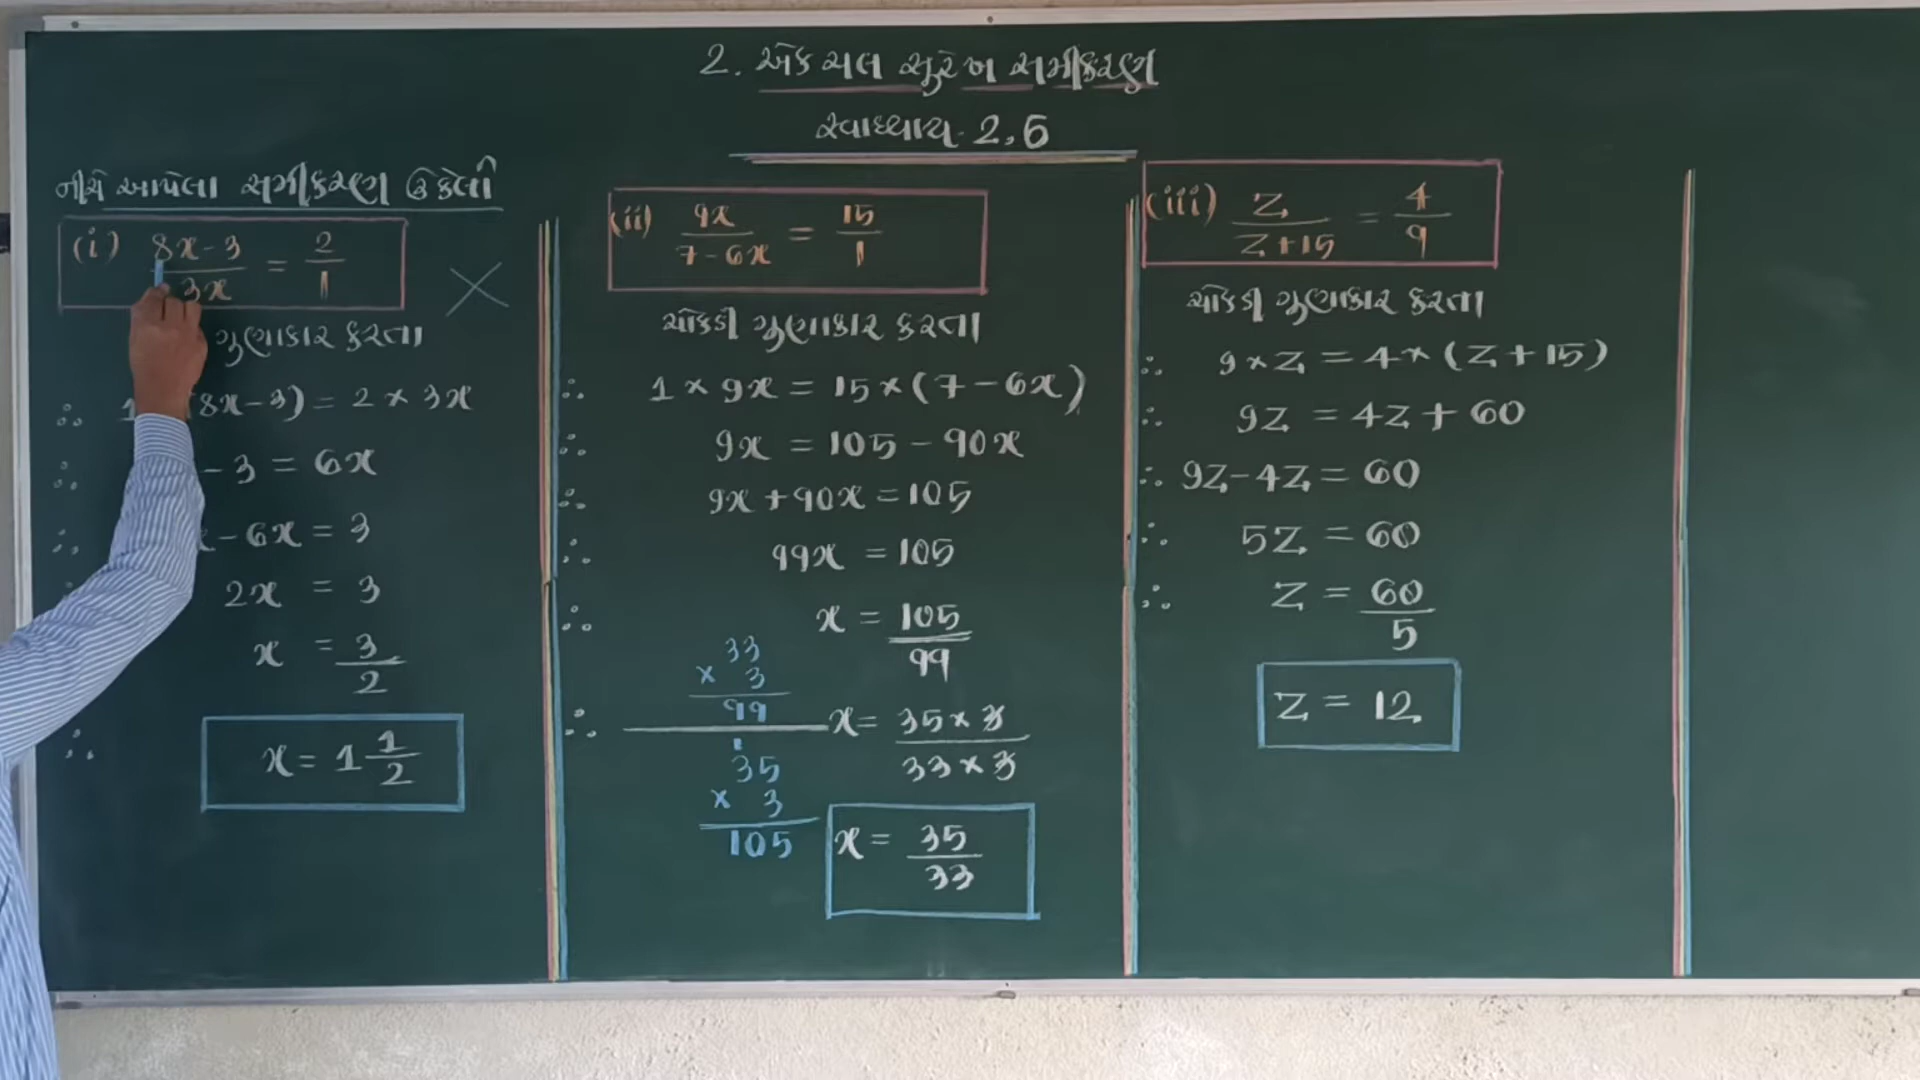 2. એક ચલ સુરેખ સમીકરણ
સ્વાધ્યાય 2.6
નીચે આપેલા સમીકરણ ઉકેલો
(i) 8x-3/3x = 2/1
ગુણાકાર કરતા
∴ 1 (8x-3) = 2 × 3x
∴ -3 = 6x
∴ x-6x = 3
2x = 3
x = 3/2
∴ x = 1 1/2
(ii) 9x/7-6x = 15/1
ચોકડી ગુણાકાર કરતા
∴ 1 × 9x = 15 × (7-6x)
∴ 9x = 105 - 90x
∴ 9x + 90x = 105
∴ 99x = 105
∴ x = 105/99
33
× 3
99
∴ x = 35 × 3/33 × 3
1
35
× 3
105
x = 35/33
(iii) z/z+15 = 4/9
ચોકડી ગુણાકાર કરતા
∴ 9 × z = 4 × (z+15)
∴ 9z = 4z + 60
∴ 9z - 4z = 60
∴ 5z = 60
∴ z = 60/5
z = 12